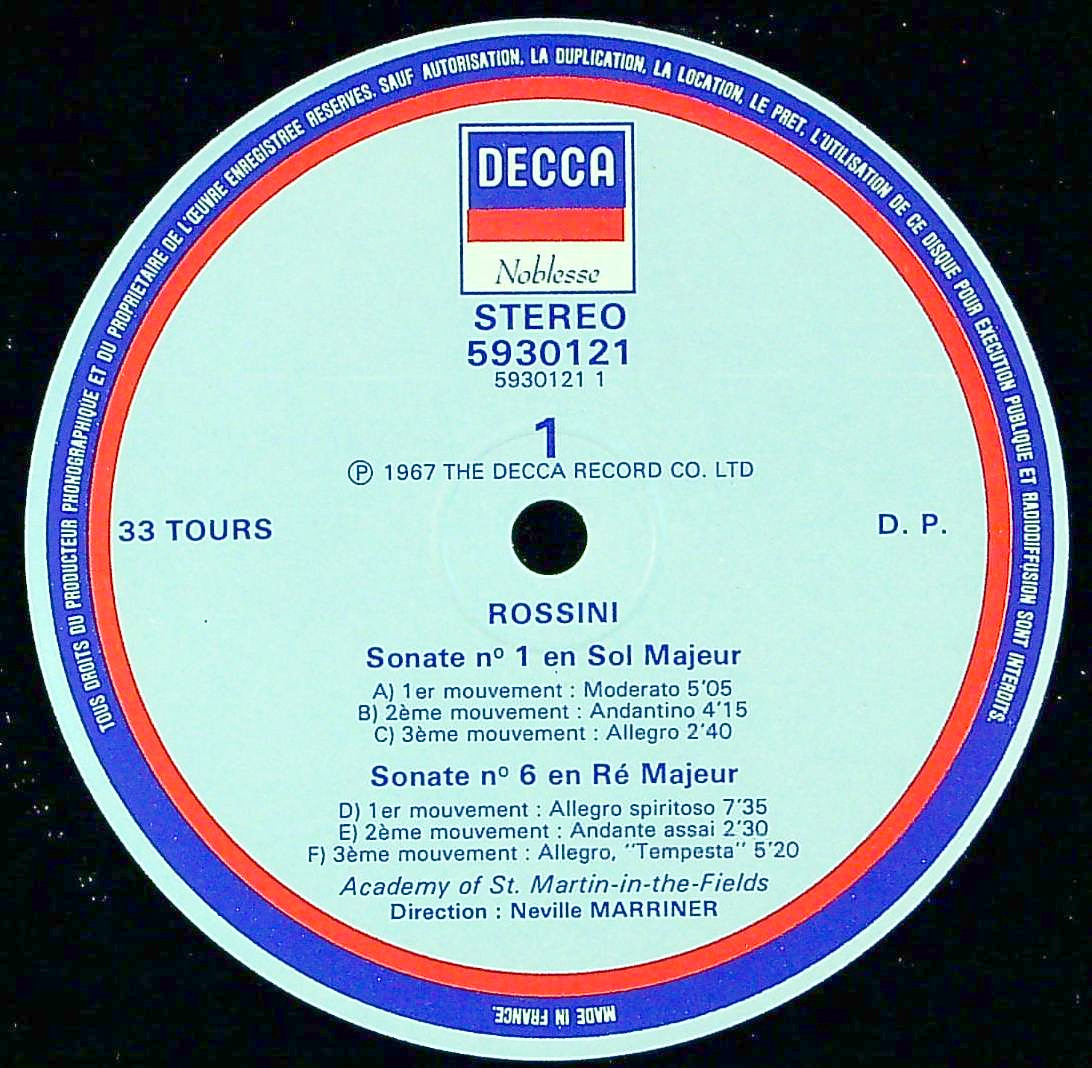 TOUS DROITS DU PRODUCTEUR PHONOGRAPHIQUE ET DU PROPRIETAIRE DE L'ŒUVRE ENREGISTREE RESERVES. SAUF AUTORISATION, LA DUPLICATION, LA LOCATION, LE PRET, L'UTILISATION DE CE DISQUE POUR EXECUTION PUBLIQUE ET RADIODIFFUSION SONT INTERDITS.
DECCA
Noblesse
STEREO
5930121
5930121 1
1
℗ 1967 THE DECCA RECORD CO. LTD
33 TOURS
D. P.
ROSSINI
Sonate nº 1 en Sol Majeur
A) 1er mouvement : Moderato 5'05
B) 2ème mouvement : Andantino 4'15
C) 3ème mouvement : Allegro 2'40
Sonate nº 6 en Ré Majeur
D) 1er mouvement : Allegro spiritoso 7'35
E) 2ème mouvement : Andante assai 2'30
F) 3ème mouvement : Allegro, "Tempesta" 5'20
Academy of St. Martin-in-the-Fields
Direction : Neville MARRINER
MADE IN FRANCE.